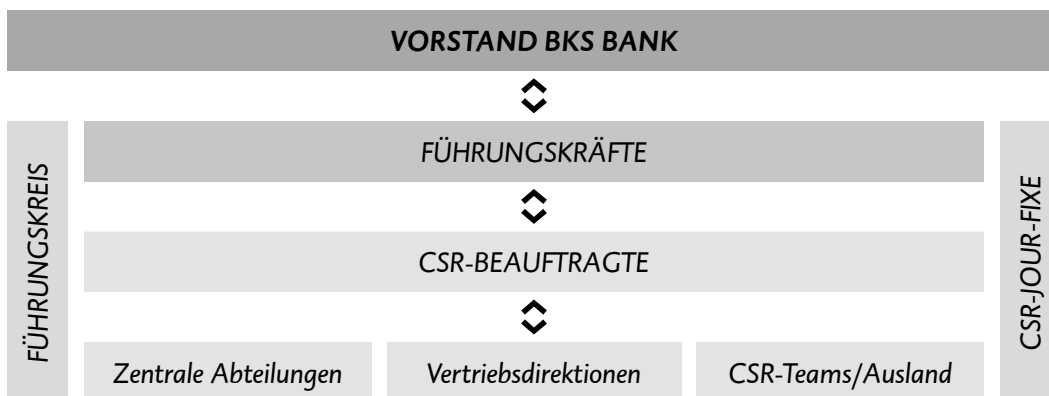 VORSTAND BKS BANK
FÜHRUNGSKREIS
FÜHRUNGSKRÄFTE
CSR-BEAUFTRAGTE
Zentrale Abteilungen
Vertriebsdirektionen
CSR-Teams/Ausland
CSR-JOUR-FIXE